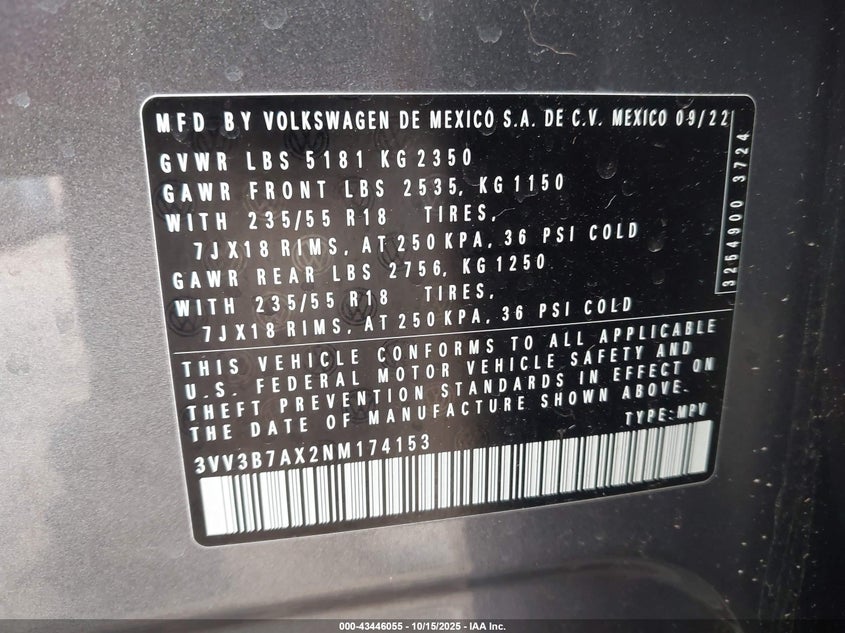 MFD BY VOLKSWAGEN DE MEXICO S.A. DE C.V. MEXICO 09/22
GVWR LBS 5181 KG 2350
GAWR FRONT LBS 2535, KG 1150
WITH 235/55 R18 TIRES,
7JX18 RIMS, AT 250 KPA, 36 PSI COLD
GAWR REAR LBS 2756, KG 1250
WITH 235/55 R18 TIRES,
7JX18 RIMS, AT 250 KPA, 36 PSI COLD
3254900 3724
THIS VEHICLE CONFORMS TO ALL APPLICABLE
U.S. FEDERAL MOTOR VEHICLE SAFETY AND
THEFT PREVENTION STANDARDS IN EFFECT ON
THE DATE OF MANUFACTURE SHOWN ABOVE.
TYPE: MPV
3VV3B7AX2NM174153
000-43446055 - 10/15/2025 - IAA Inc.